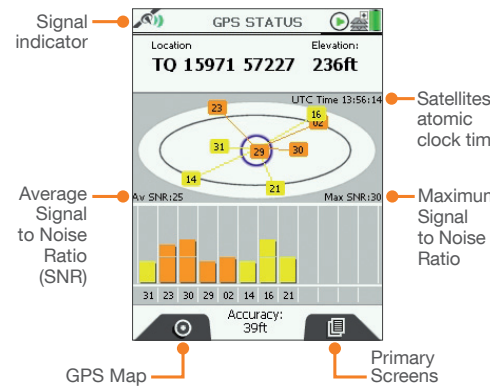 Signal
indicator
GPS STATUS
Location
Elevation:
TQ 15971 57227
236ft
UTC Time 13:56:14
Satellites
atomic
clock tim
23
16
02
31
29
30
14
21
Av SNR:25
Max SNR:30
Average
Signal
to Noise
Ratio
(SNR)
Maximum
Signal
to Noise
Ratio
31 23 30 29 02 14 16 21
Accuracy:
39ft
GPS Map
Primary
Screens